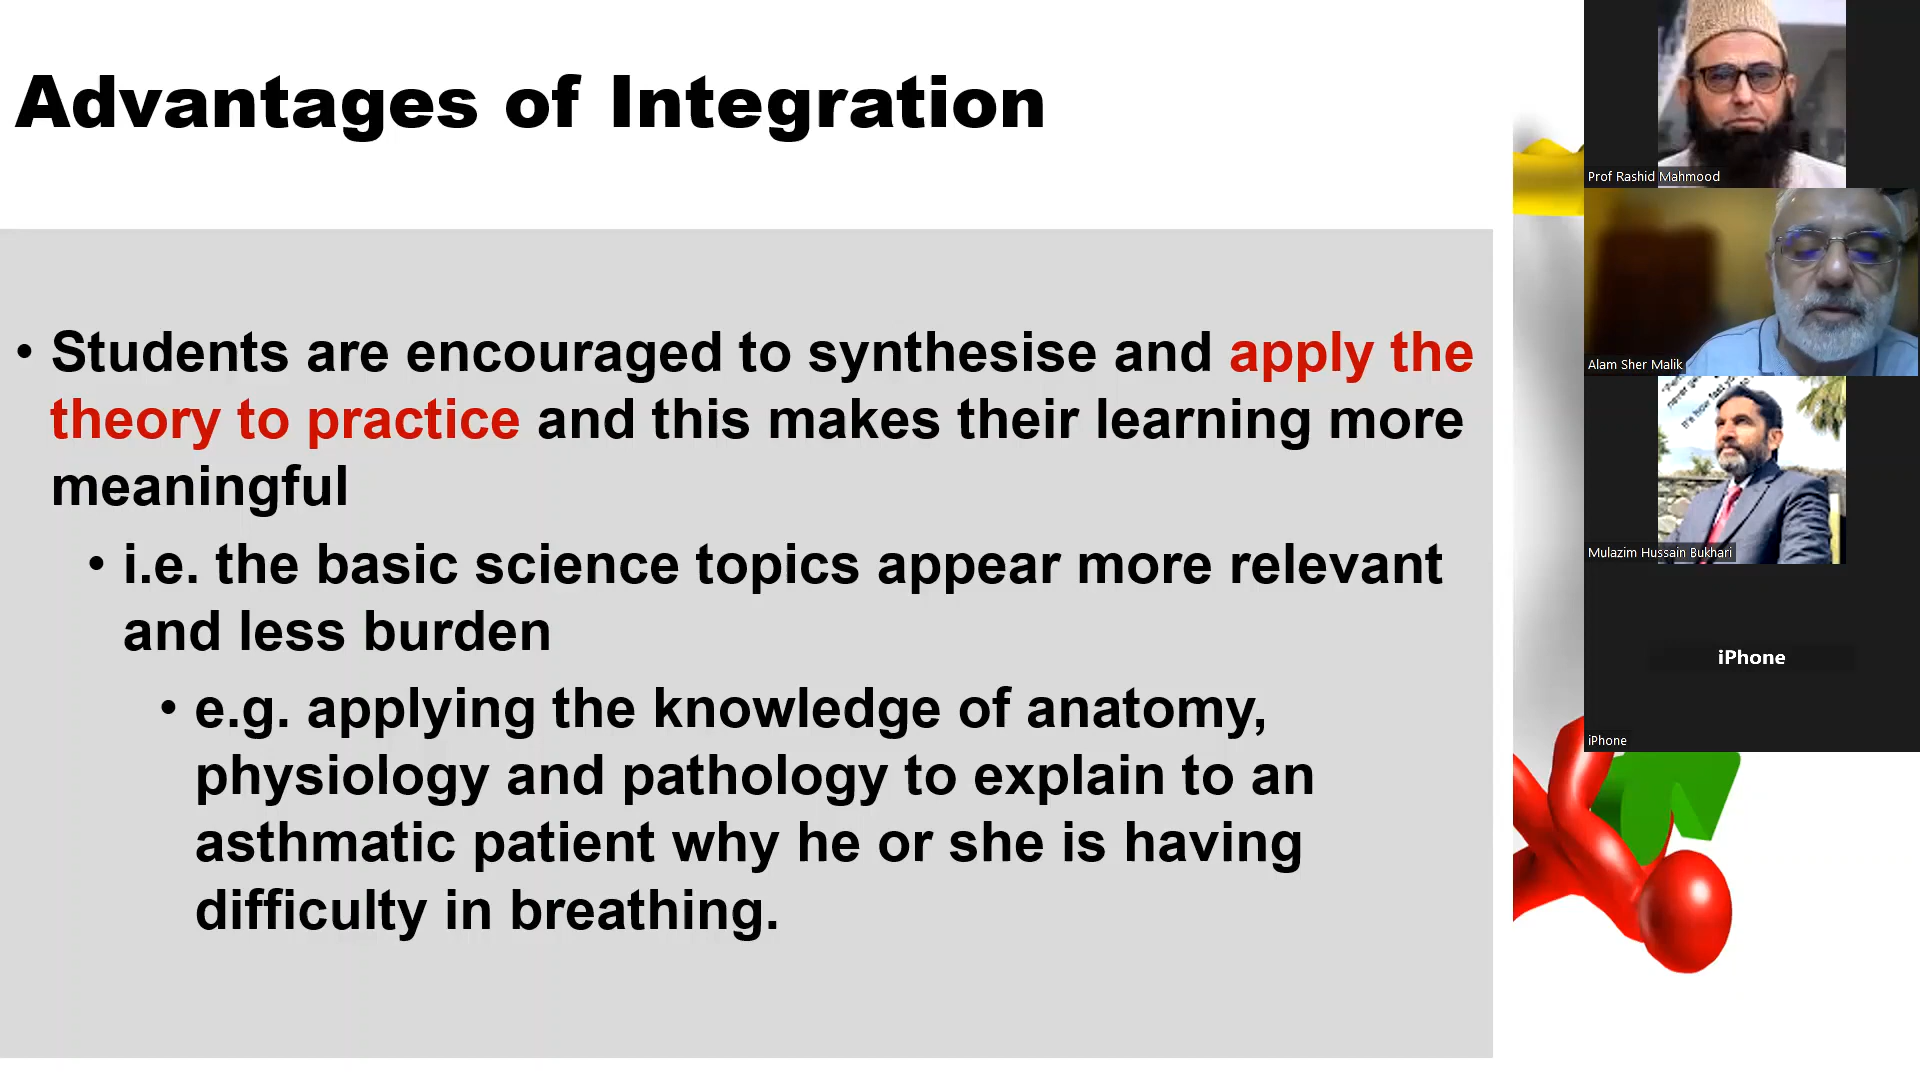 Advantages of Integration
• Students are encouraged to synthesise and apply the
theory to practice and this makes their learning more
meaningful
• i.e. the basic science topics appear more relevant
and less burden
• e.g. applying the knowledge of anatomy,
physiology and pathology to explain to an
asthmatic patient why he or she is having
difficulty in breathing.
Prof Rashid Mahmood
Alam Sher Malik
Mulazim Hussain Bukhari
iPhone
iPhone